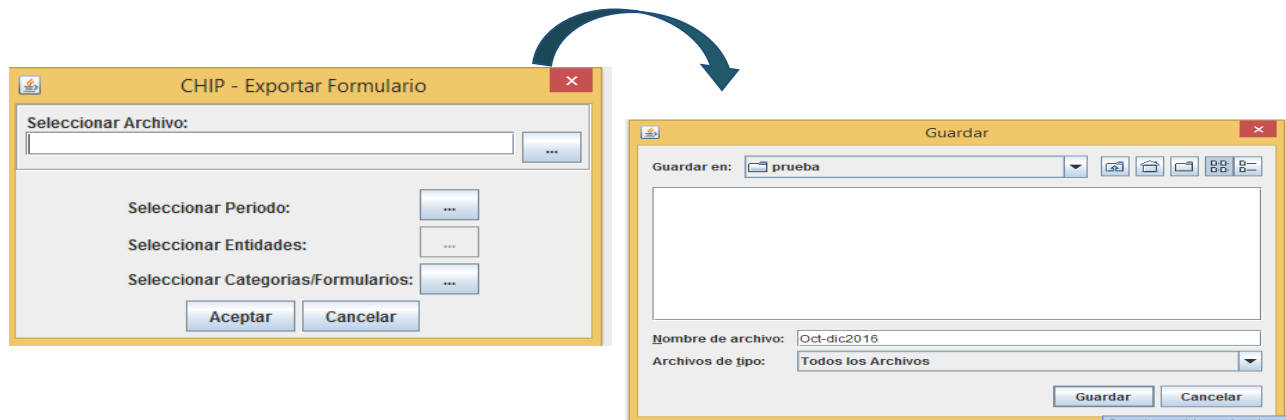 CHIP - Exportar Formulario
Seleccionar Archivo:
...
Seleccionar Periodo:
...
Seleccionar Entidades:
...
Seleccionar Categorias/Formularios:
...
Aceptar Cancelar
Guardar
Guardar en: prueba
Nombre de archivo: Oct-dic2016
Archivos de tipo: Todos los Archivos
Guardar Cancelar